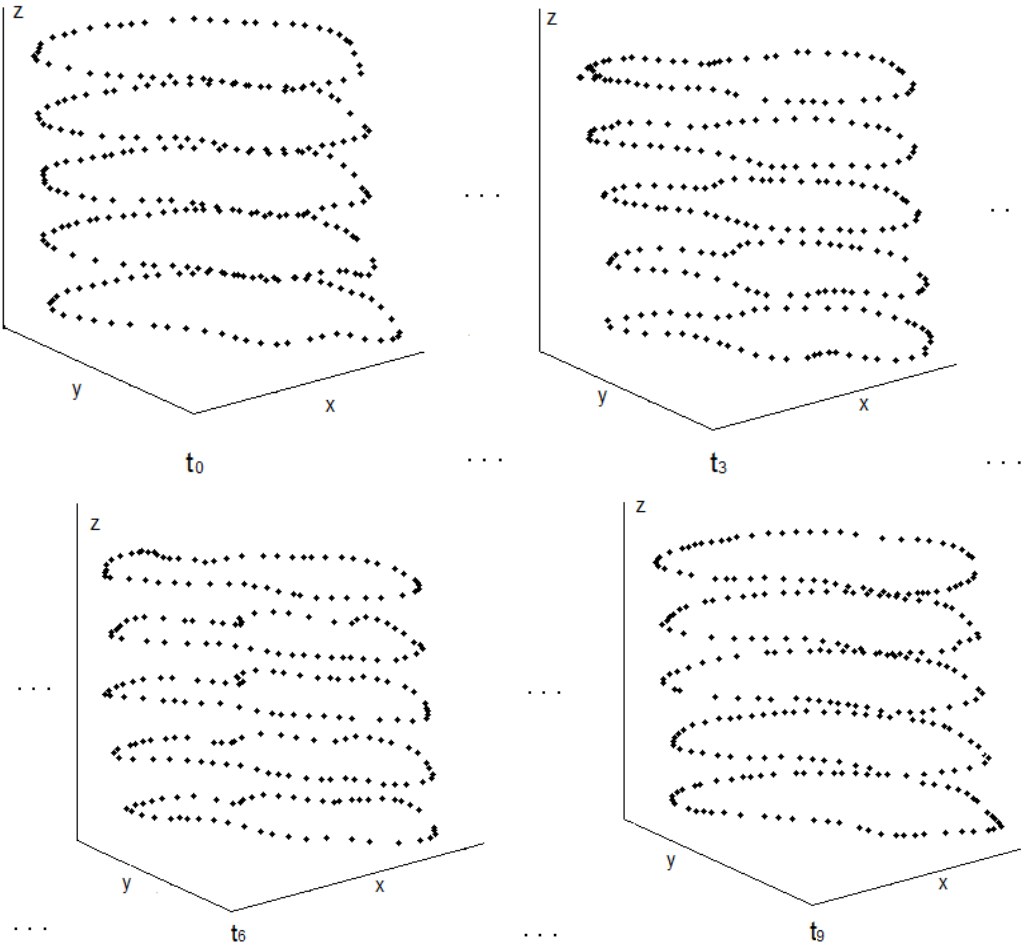 z
z
. . .
. .
y
x
y
x
t0
. . .
t3
. . .
z
z
. . .
. . .
y
x
y
x
. . .
t6
. . .
t9